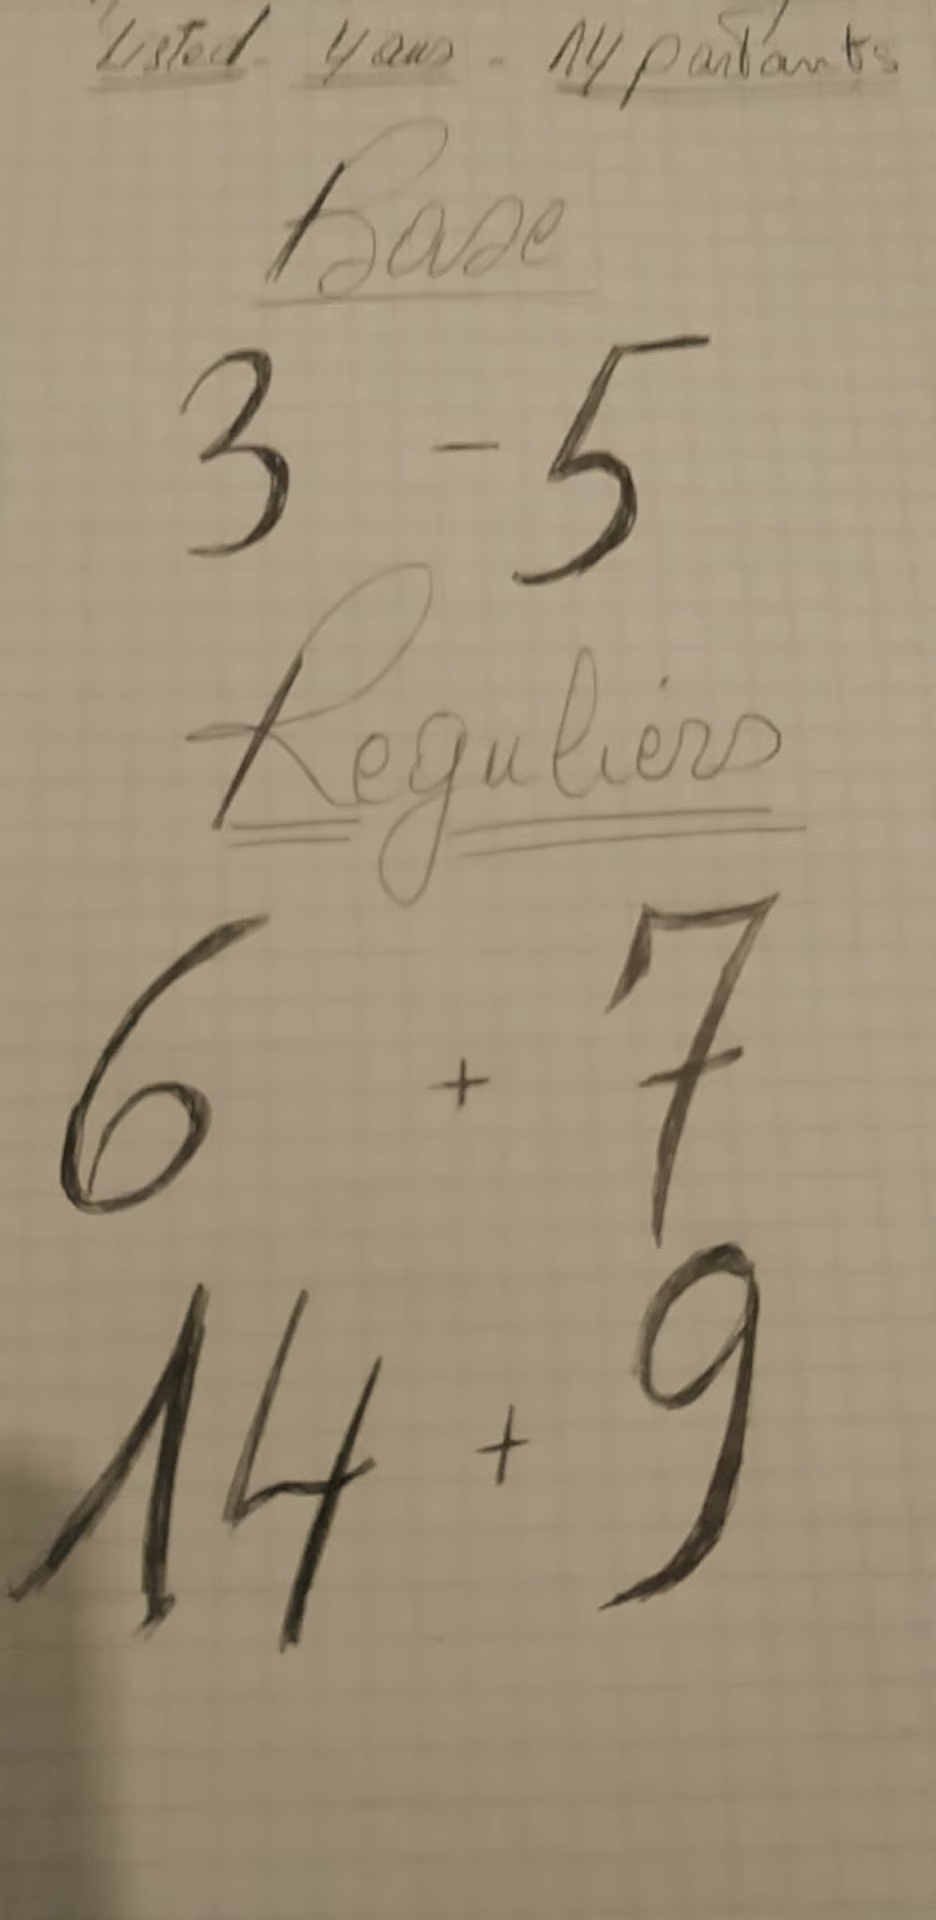 Listed - 4 ans - 14 partants
Base
3 - 5
Reguliers
6 + 7
14 + 9